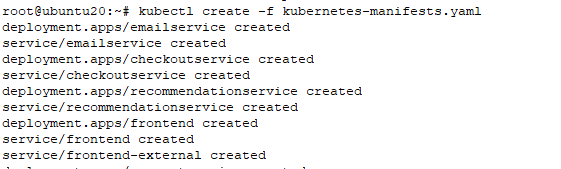 root@ubuntu20:~# kubectl create -f kubernetes-manifests.yaml
deployment.apps/emailservice created
service/emailservice created
deployment.apps/checkoutservice created
service/checkoutservice created
deployment.apps/recommendationservice created
service/recommendationservice created
deployment.apps/frontend created
service/frontend created
service/frontend-external created